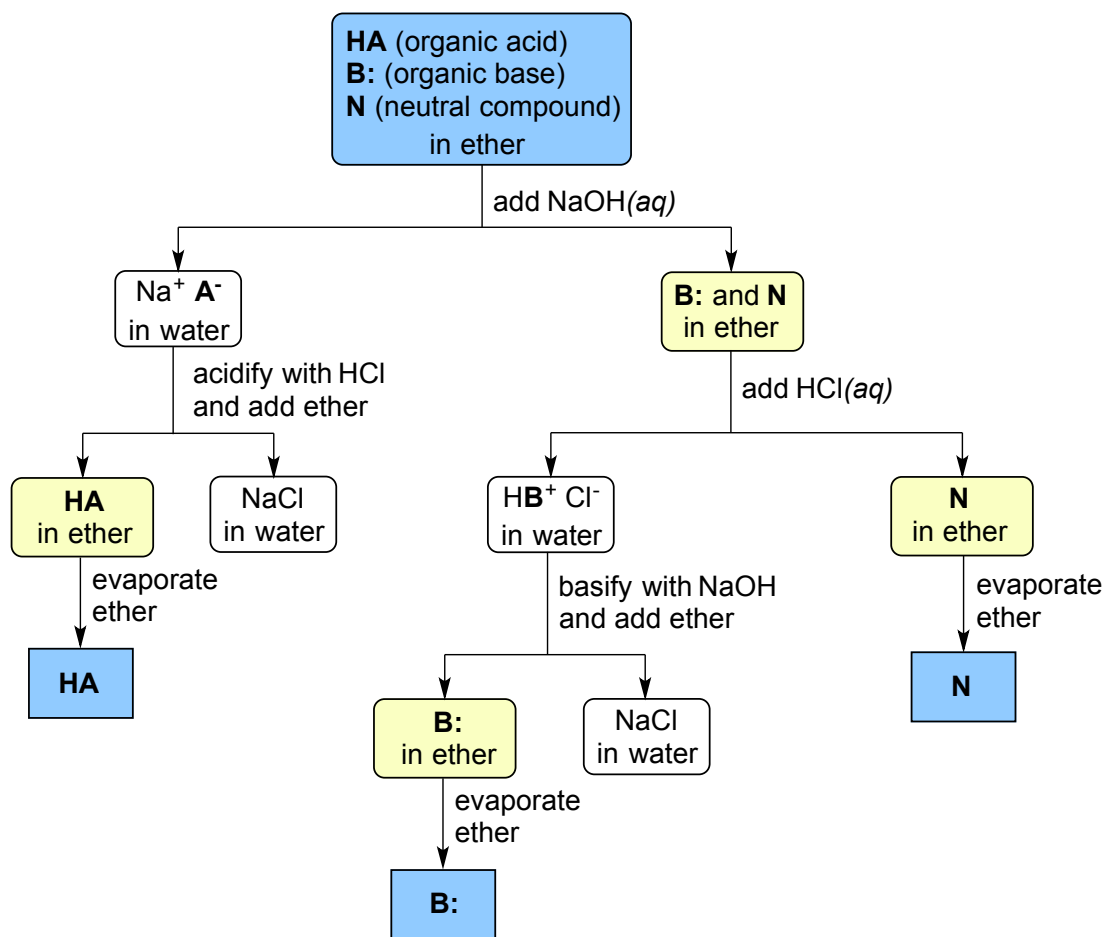 HA (organic acid)
B: (organic base)
N (neutral compound)
in ether
add NaOH(aq)
Na⁺ A⁻
in water
B: and N
in ether
acidify with HCl
and add ether
add HCl(aq)
HA
in ether
NaCl
in water
HB⁺ Cl⁻
in water
N
in ether
evaporate
ether
basify with NaOH
and add ether
evaporate
ether
HA
N
B:
in ether
NaCl
in water
evaporate
ether
B: